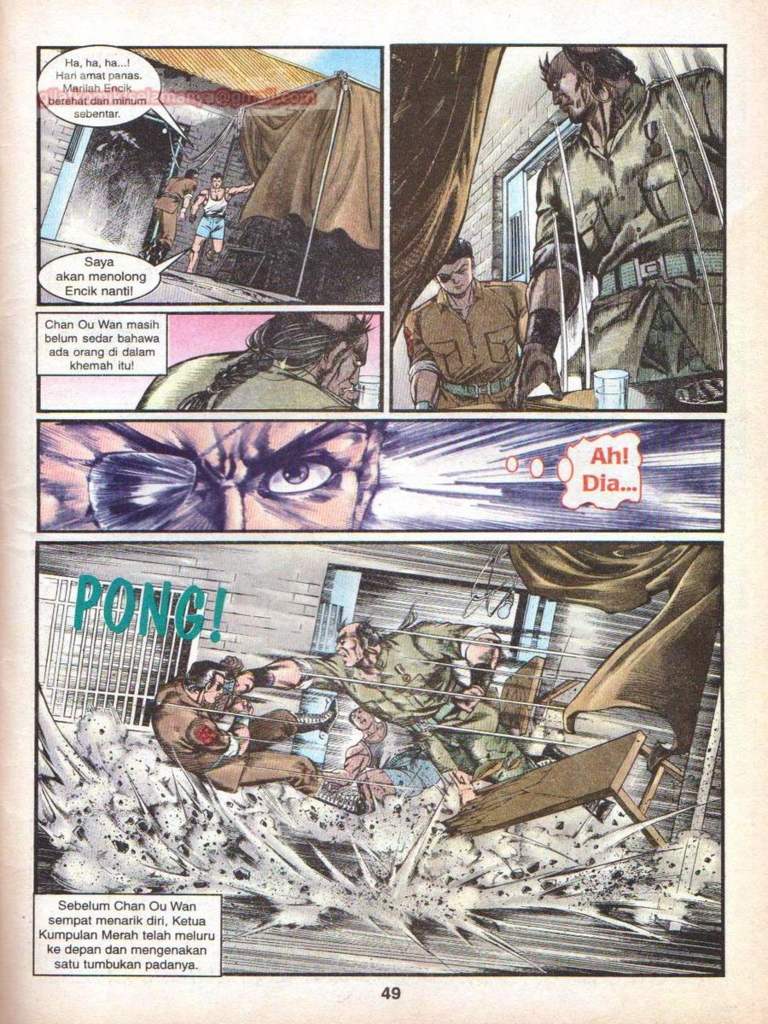 Ha, ha, ha...!
Hari amat panas.
Marilah Encik
berehat dan minum
sebentar.
Saya
akan menolong
Encik nanti!
Chan Ou Wan masih
belum sedar bahawa
ada orang di dalam
khemah itu!
Ah!
Dia...
PONG!
Sebelum Chan Ou Wan
sempat menarik diri, Ketua
Kumpulan Merah telah meluru
ke depan dan mengenakan
satu tumbukan padanya.
49